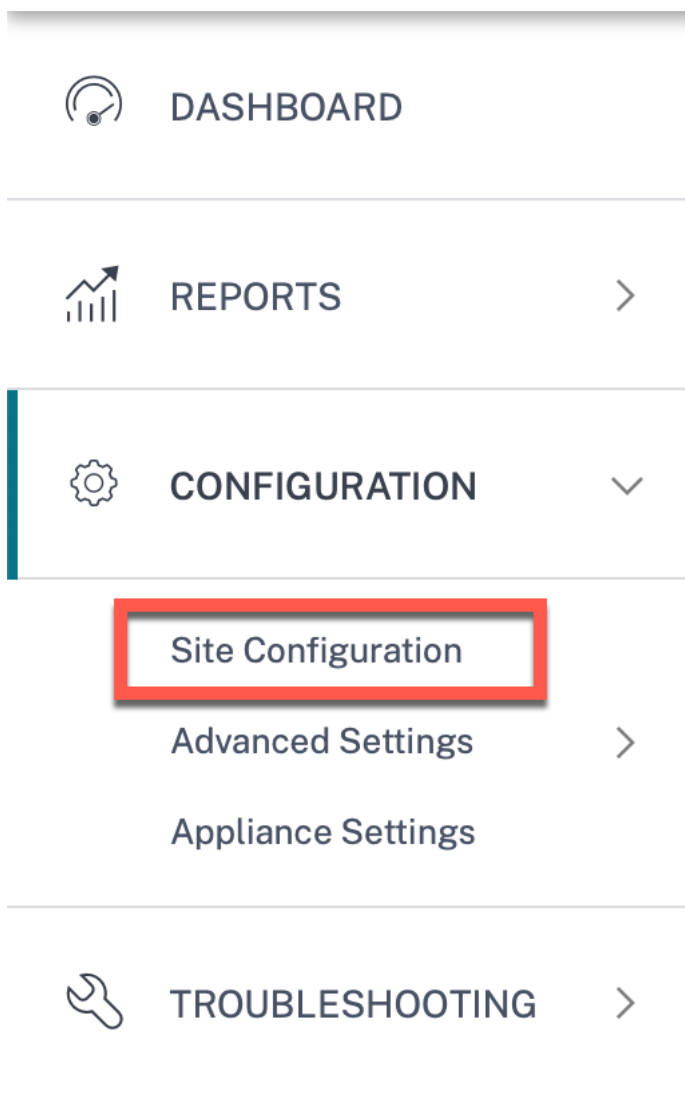 DASHBOARD
REPORTS
CONFIGURATION
Site Configuration
Advanced Settings
Appliance Settings
TROUBLESHOOTING